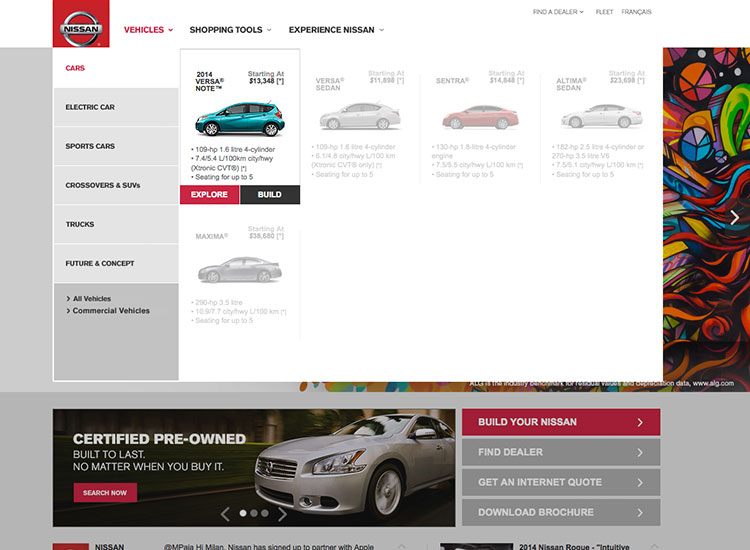 NISSAN
VEHICLES
SHOPPING TOOLS
EXPERIENCE NISSAN
FIND A DEALER
FLEET
FRANÇAIS
CARS
ELECTRIC CAR
SPORTS CARS
CROSSOVERS & SUVs
TRUCKS
FUTURE & CONCEPT
All Vehicles
Commercial Vehicles
2014
VERSA®
NOTE™
Starting At
$13,348 [*]
• 109-hp 1.6 litre 4-cylinder
• 7.4/5.4 L/100km city/hwy
(Xtronic CVT®) [*]
• Seating for up to 5
EXPLORE
BUILD
VERSA®
SEDAN
Starting At
$11,898 [*]
• 109-hp 1.6 litre 4-cylinder
• 6.1/4.8 city/hwy L/100 km
(Xtronic CVT® only) [*]
• Seating for up to 5
SENTRA®
Starting At
$14,848 [*]
• 130-hp 1.8-litre 4-cylinder
engine
• 7.5/5.5 city/hwy L/100 km [*]
• Seating for up to 5
ALTIMA®
SEDAN
Starting At
$23,698 [*]
• 182-hp 2.5 litre 4-cylinder or
270-hp 3.5 litre V6
• 7.5/5.1 city/hwy L/100 km [*]
• Seating for up to 5
MAXIMA®
Starting At
$38,680 [*]
• 290-hp 3.5 litre
• 10.9/7.7 city/hwy L/100 km [*]
• Seating for up to 5
ALG is the industry benchmark for residual values and depreciation data, www.alg.com
CERTIFIED PRE-OWNED
BUILT TO LAST.
NO MATTER WHEN YOU BUY IT.
SEARCH NOW
BUILD YOUR NISSAN
FIND DEALER
GET AN INTERNET QUOTE
DOWNLOAD BROCHURE
NISSAN
@MPaja Hi Milan, Nissan has signed up to partner with Apple
2014 Nissan Rogue - "Intuitive